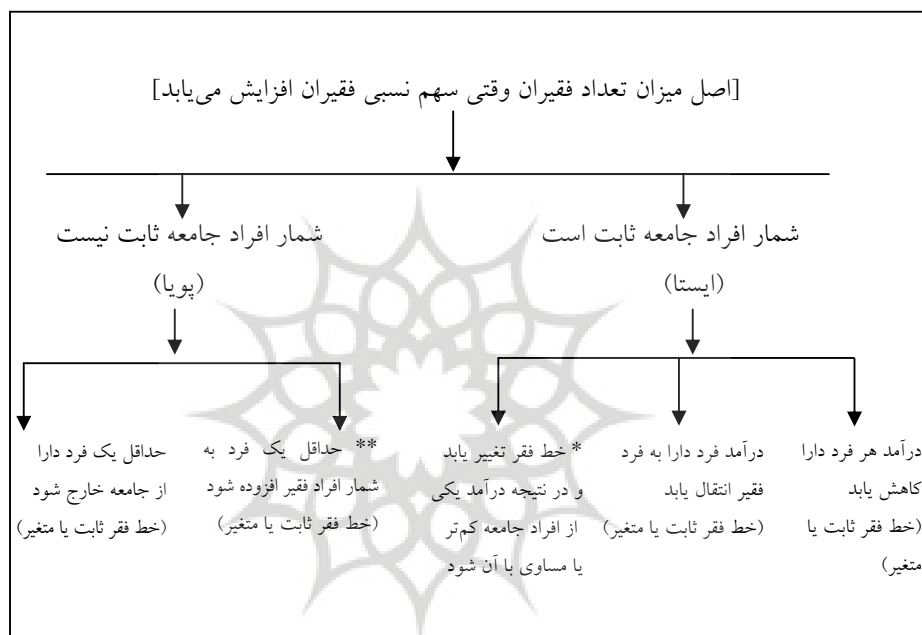 [اصل میزان تعداد فقیران وقتی سهم نسبی فقیران افزایش می‌یابد]
شمار افراد جامعه ثابت است
(ایستا)
شمار افراد جامعه ثابت نیست
(پویا)
درآمد هر فرد دارا
کاهش یابد
(خط فقر ثابت یا
متغیر)
درآمد فرد دارا به فرد
فقیر انتقال یابد
(خط فقر ثابت یا متغیر)
* خط فقر تغییر یابد
و در نتیجه درآمد یکی
از افراد جامعه کم‌تر
یا مساوی با آن شود
** حداقل یک فرد به
شمار افراد فقیر افزوده شود
(خط فقر ثابت یا متغیر)
حداقل یک فرد دارا
از جامعه خارج شود
(خط فقر ثابت یا متغیر)